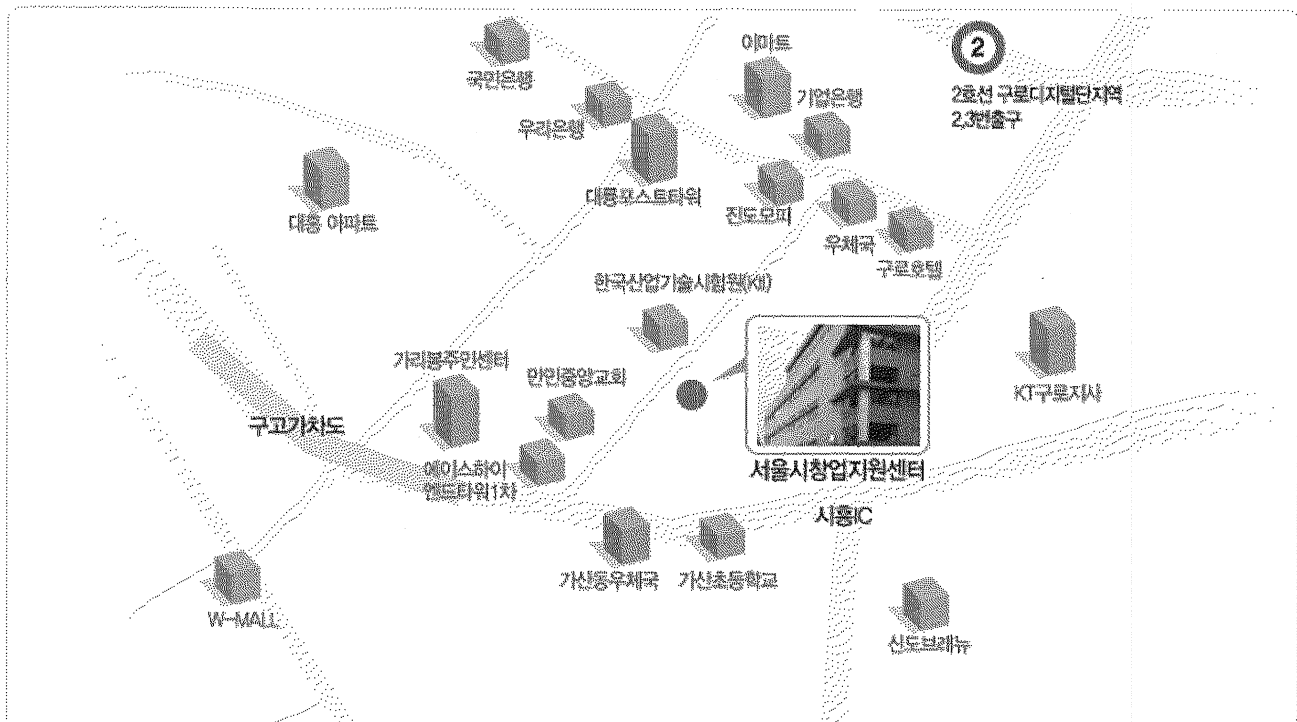 국민은행
이마트
2
기업은행
2호선 구로디지털단지역
2,3번출구
우리은행
대륭포스트타워
진도모피
대흥 아파트
우체국
구로호텔
한국산업기술시험원(Ktl)
가리봉주민센터
만민중앙교회
KT구로지사
구고가차도
에이스하이
엔드타워1차
서울시창업지원센터
시흥IC
가산동우체국
가산초등학교
W-MALL
신도브래뉴